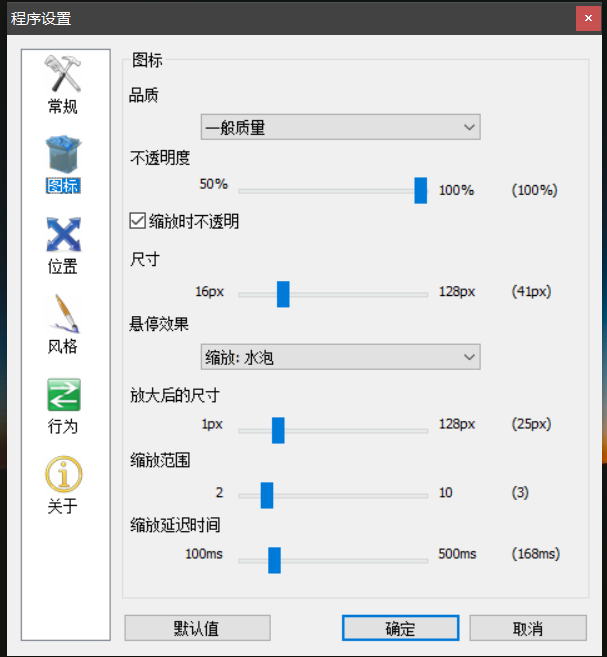 程序设置
常规
图标
位置
风格
行为
关于
图标
品质
一般质量
不透明度
50% 100% (100%)
缩放时不透明
尺寸
16px 128px (41px)
悬停效果
缩放: 水泡
放大后的尺寸
1px 128px (25px)
缩放范围
2 10 (3)
缩放延迟时间
100ms 500ms (168ms)
默认值 确定 取消